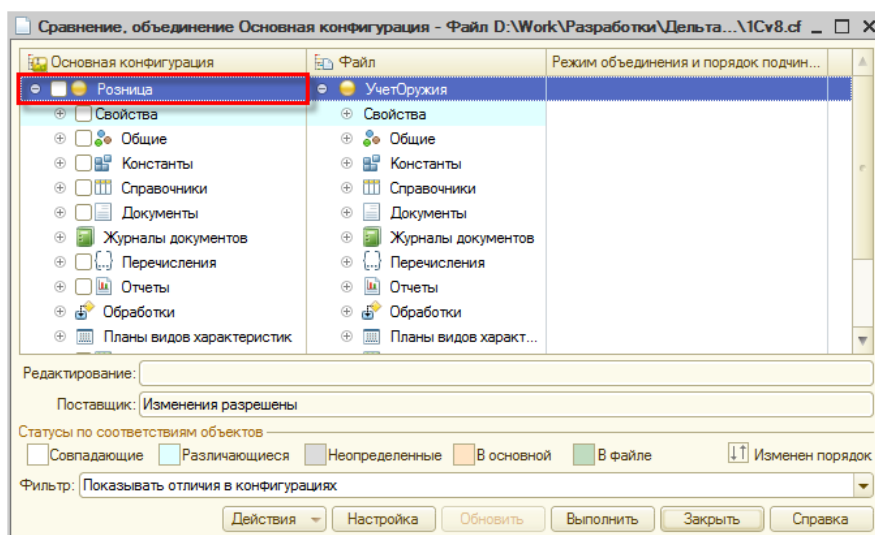 Сравнение, объединение Основная конфигурация - Файл D:\Work\Разработки\Дельта...\1Cv8.cf
Основная конфигурация Файл Режим объединения и порядок подчин...
Розница УчетОружия
Свойства Свойства
Общие Общие
Константы Константы
Справочники Справочники
Документы Документы
Журналы документов Журналы документов
Перечисления Перечисления
Отчеты Отчеты
Обработки Обработки
Планы видов характеристик Планы видов характ...
Редактирование:
Поставщик: Изменения разрешены
Статусы по соответствиям объектов
Совпадающие Различающиеся Неопределенные В основной В файле Изменен порядок
Фильтр: Показывать отличия в конфигурациях
Действия Настройка Обновить Выполнить Закрыть Справка